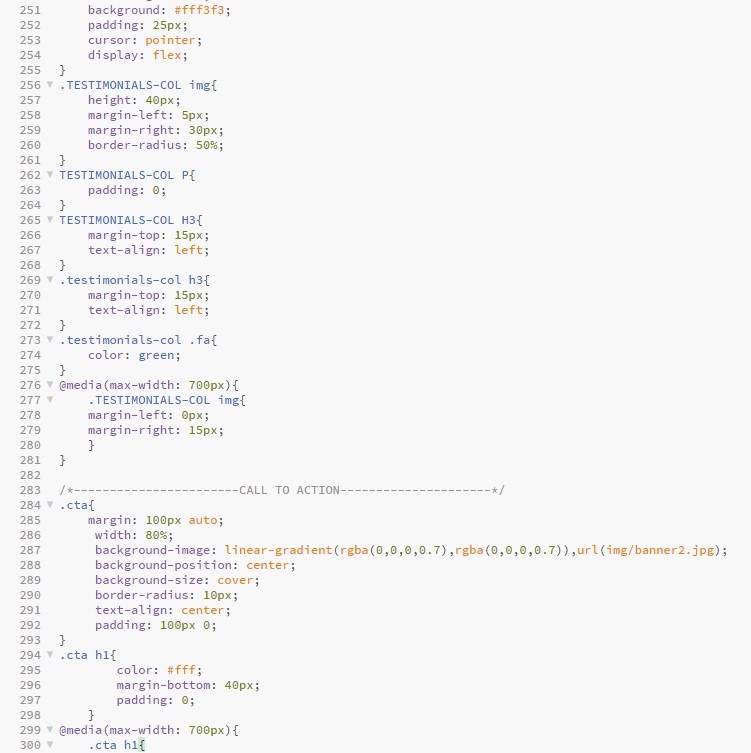 251 background: #fff3f3;
252 padding: 25px;
253 cursor: pointer;
254 display: flex;
255 }
256 .TESTIMONIALS-COL img{
257 height: 40px;
258 margin-left: 5px;
259 margin-right: 30px;
260 border-radius: 50%;
261 }
262 TESTIMONIALS-COL P{
263 padding: 0;
264 }
265 TESTIMONIALS-COL H3{
266 margin-top: 15px;
267 text-align: left;
268 }
269 .testimonials-col h3{
270 margin-top: 15px;
271 text-align: left;
272 }
273 .testimonials-col .fa{
274 color: green;
275 }
276 @media(max-width: 700px){
277 .TESTIMONIALS-COL img{
278 margin-left: 0px;
279 margin-right: 15px;
280 }
281 }
282
283 /*-----------------------CALL TO ACTION---------------------*/
284 .cta{
285 margin: 100px auto;
286 width: 80%;
287 background-image: linear-gradient(rgba(0,0,0,0.7),rgba(0,0,0,0.7)),url(img/banner2.jpg);
288 background-position: center;
289 background-size: cover;
290 border-radius: 10px;
291 text-align: center;
292 padding: 100px 0;
293 }
294 .cta h1{
295 color: #fff;
296 margin-bottom: 40px;
297 padding: 0;
298 }
299 @media(max-width: 700px){
300 .cta h1{